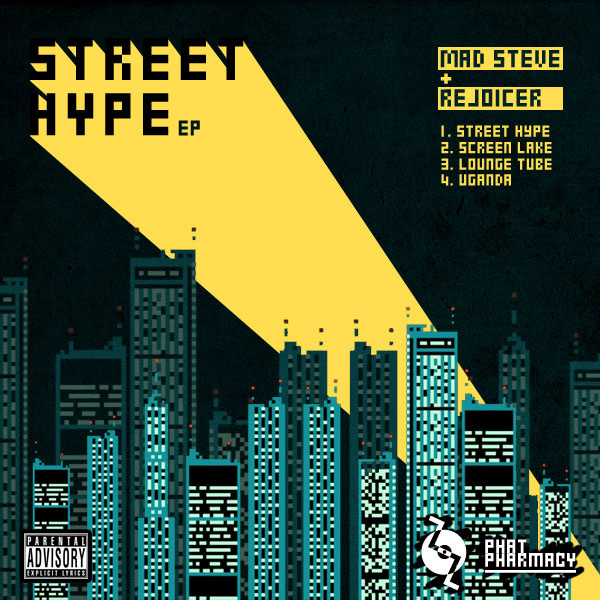 STREET
HYPE EP
MAD STEVE
+
REJOICER
1. STREET HYPE
2. SCREEN LAKE
3. LOUNGE TUBE
4. UGANDA
PARENTAL
ADVISORY
EXPLICIT LYRICS
PHAT
PHARMACY